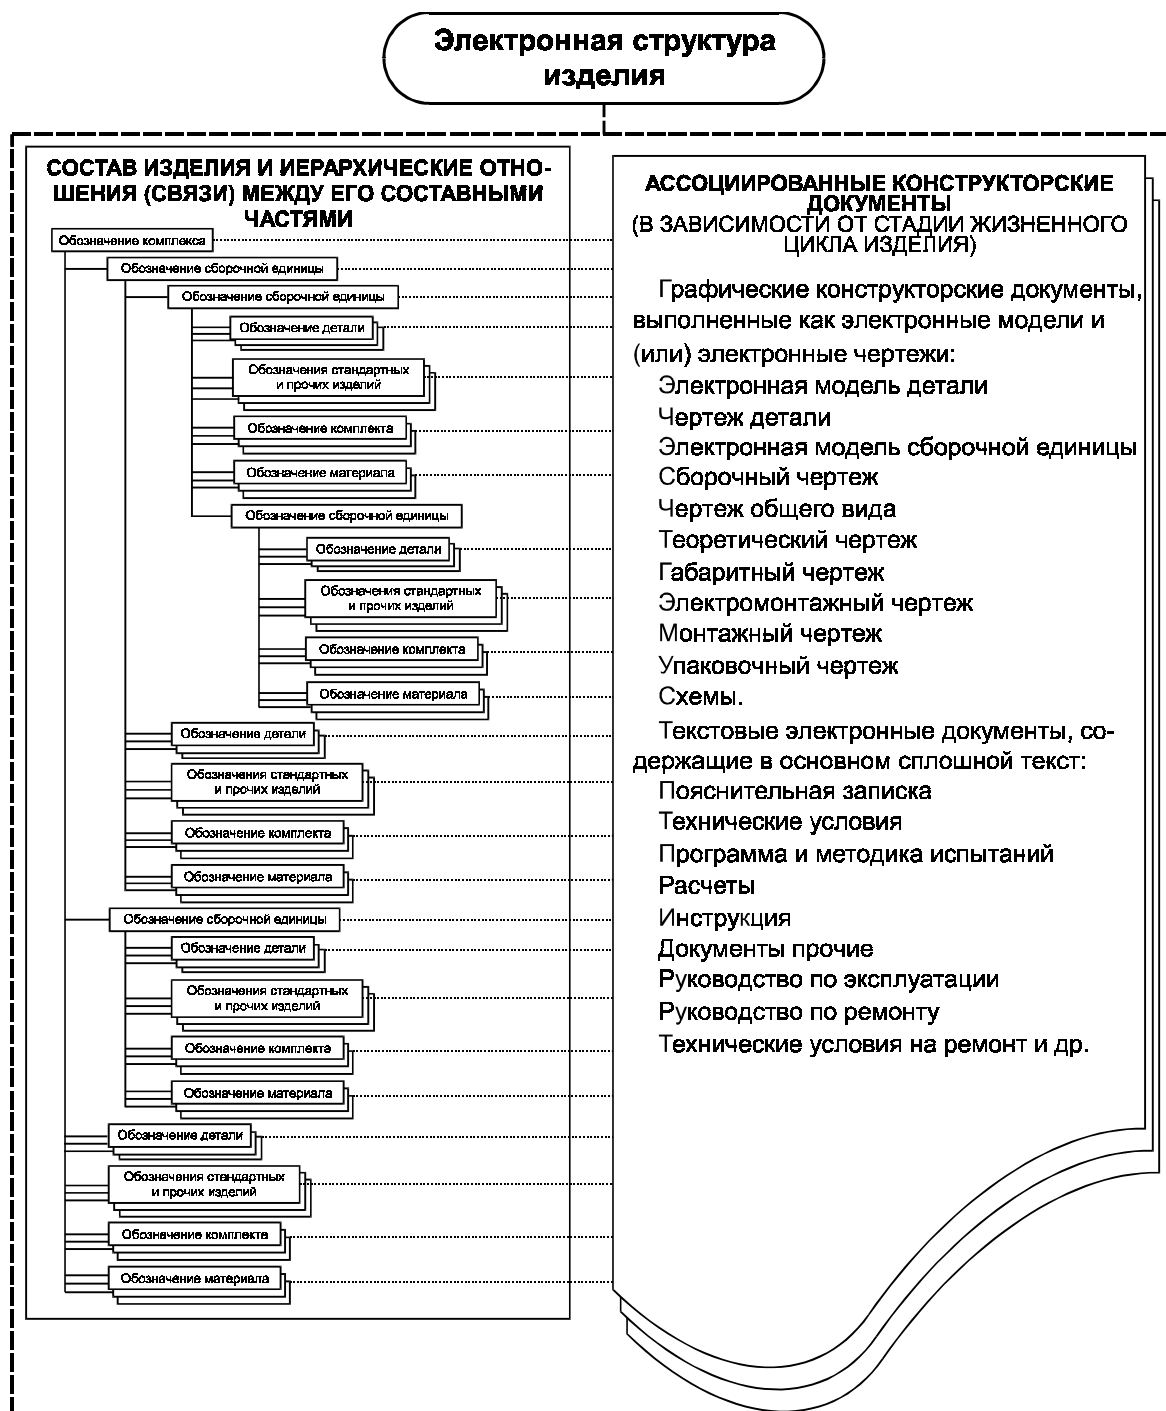 Электронная структура
изделия
СОСТАВ ИЗДЕЛИЯ И ИЕРАРХИЧЕСКИЕ ОТНО-
ШЕНИЯ (СВЯЗИ) МЕЖДУ ЕГО СОСТАВНЫМИ
ЧАСТЯМИ
Обозначение комплекса
Обозначение сборочной единицы
Обозначение сборочной единицы
Обозначение детали
Обозначения стандартных
и прочих изделий
Обозначение комплекта
Обозначение материала
Обозначение сборочной единицы
Обозначение детали
Обозначения стандартных
и прочих изделий
Обозначение комплекта
Обозначение материала
Обозначение детали
Обозначения стандартных
и прочих изделий
Обозначение комплекта
Обозначение материала
Обозначение сборочной единицы
Обозначение детали
Обозначения стандартных
и прочих изделий
Обозначение комплекта
Обозначение материала
Обозначение детали
Обозначения стандартных
и прочих изделий
Обозначение комплекта
Обозначение материала
АССОЦИИРОВАННЫЕ КОНСТРУКТОРСКИЕ
ДОКУМЕНТЫ
(В ЗАВИСИМОСТИ ОТ СТАДИИ ЖИЗНЕННОГО
ЦИКЛА ИЗДЕЛИЯ)
Графические конструкторские документы,
выполненные как электронные модели и
(или) электронные чертежи:
Электронная модель детали
Чертеж детали
Электронная модель сборочной единицы
Сборочный чертеж
Чертеж общего вида
Теоретический чертеж
Габаритный чертеж
Электромонтажный чертеж
Монтажный чертеж
Упаковочный чертеж
Схемы.
Текстовые электронные документы, со-
держащие в основном сплошной текст:
Пояснительная записка
Технические условия
Программа и методика испытаний
Расчеты
Инструкция
Документы прочие
Руководство по эксплуатации
Руководство по ремонту
Технические условия на ремонт и др.